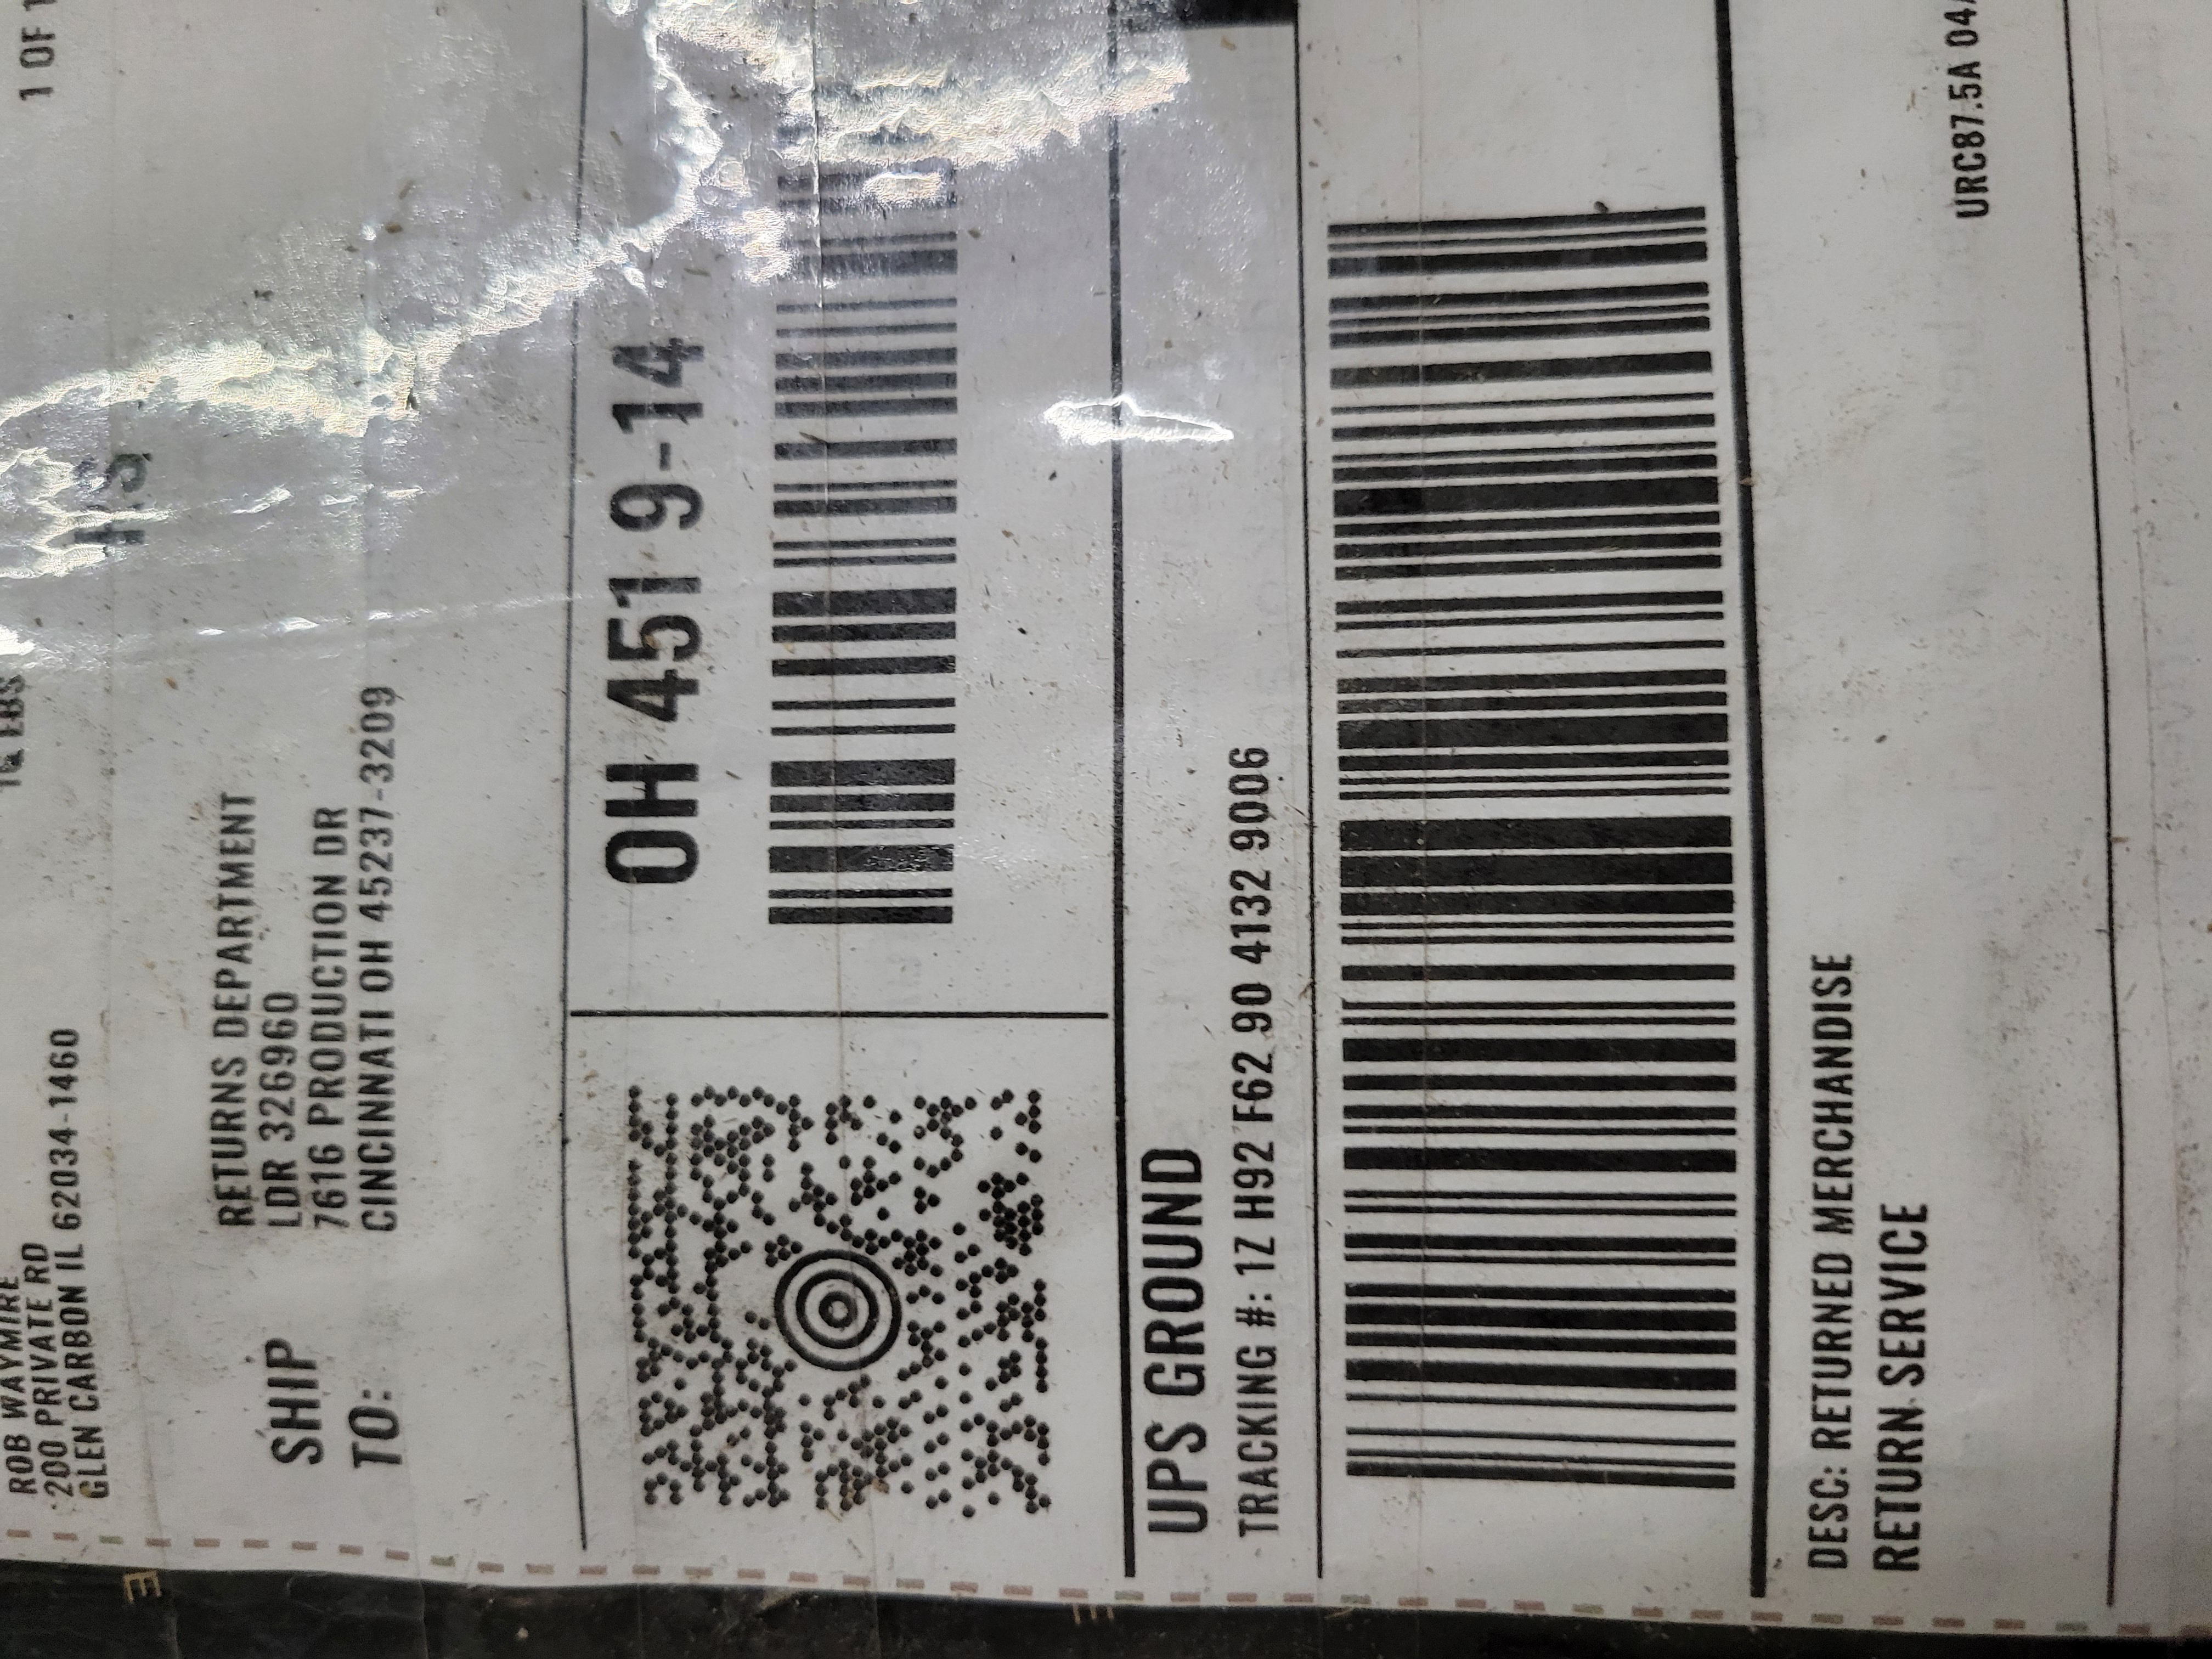 ROB WAYMIRE
200 PRIVATE RD
GLEN CARBON IL 62034-1460
LBS
1 OF 1
SHIP
TO:
RETURNS DEPARTMENT
LDR 326960
7616 PRODUCTION DR
CINCINNATI OH 45237-3209
OH 451 9-14
UPS GROUND
TRACKING #: 1Z H92 F62 90 4132 9006
DESC: RETURNED MERCHANDISE
RETURN SERVICE
URC87.5A 04/